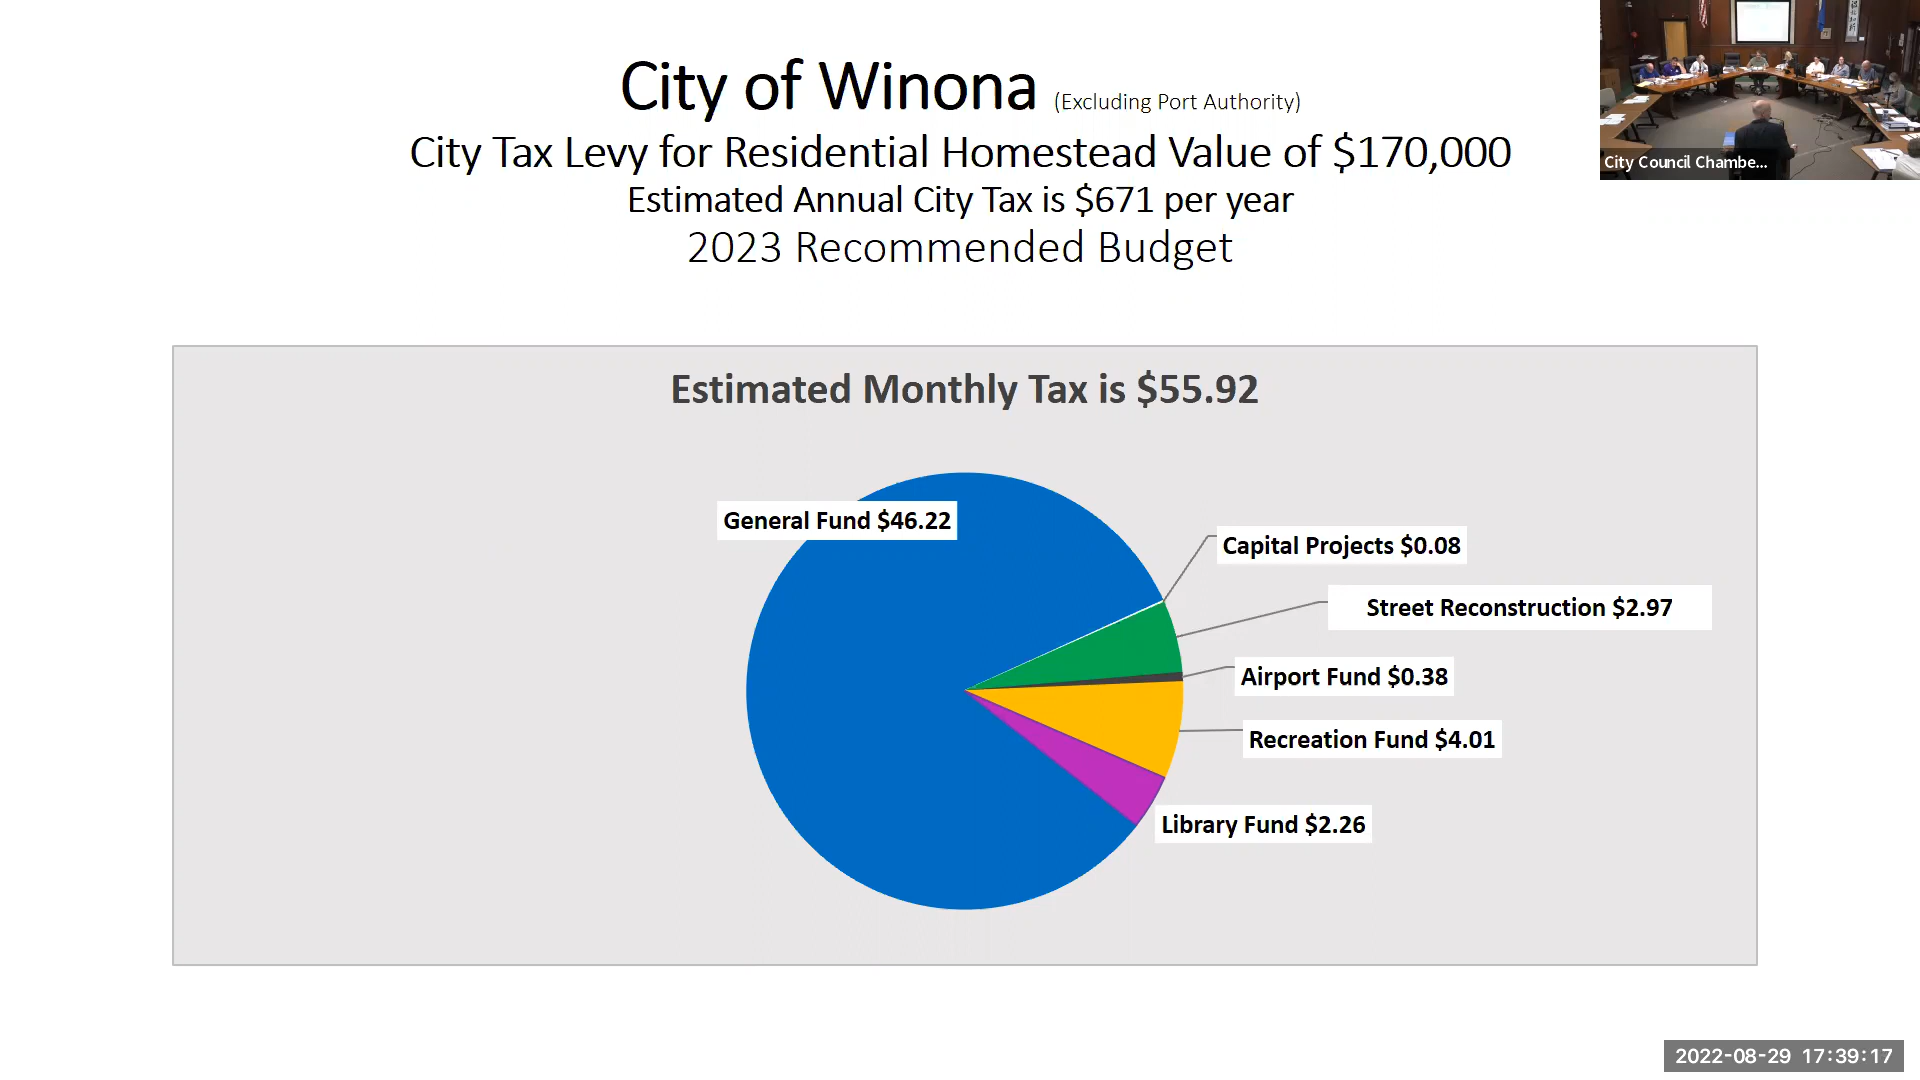 City of Winona (Excluding Port Authority)
City Tax Levy for Residential Homestead Value of $170,000
Estimated Annual City Tax is $671 per year
2023 Recommended Budget
City Council Chambe...
Estimated Monthly Tax is $55.92
General Fund $46.22
Capital Projects $0.08
Street Reconstruction $2.97
Airport Fund $0.38
Recreation Fund $4.01
Library Fund $2.26
2022-08-29 17:39:17